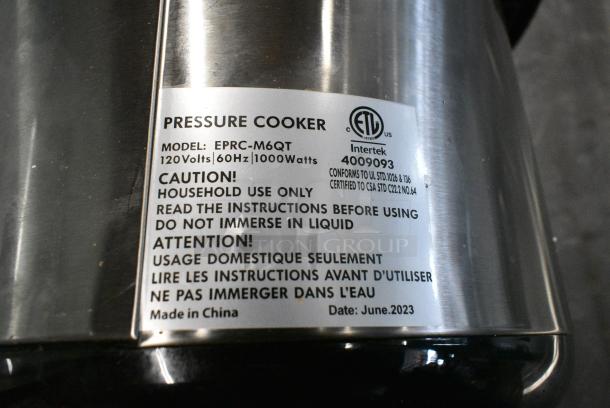 PRESSURE COOKER
MODEL: EPRC-M6QT
120Volts|60Hz|1000Watts
C ETL US
Intertek
4009093
CONFORMS TO UL STD.1026 & 136
CERTIFIED TO CSA STD C22.2 NO.64
CAUTION!
HOUSEHOLD USE ONLY
READ THE INSTRUCTIONS BEFORE USING
DO NOT IMMERSE IN LIQUID
ATTENTION!
USAGE DOMESTIQUE SEULEMENT
LIRE LES INSTRUCTIONS AVANT D'UTILISER
NE PAS IMMERGER DANS L'EAU
Made in China Date: June.2023
GROUP